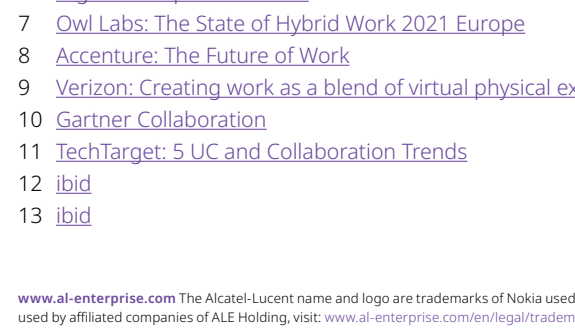 7 Owl Labs: The State of Hybrid Work 2021 Europe
8 Accenture: The Future of Work
9 Verizon: Creating work as a blend of virtual physical ex
10 Gartner Collaboration
11 TechTarget: 5 UC and Collaboration Trends
12 ibid
13 ibid
www.al-enterprise.com The Alcatel-Lucent name and logo are trademarks of Nokia used
used by affiliated companies of ALE Holding, visit: www.al-enterprise.com/en/legal/tradem